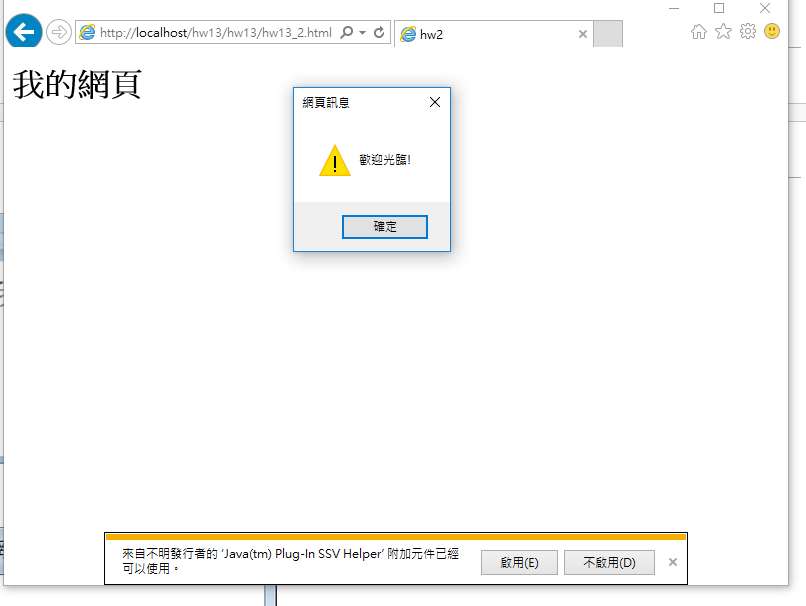 http://localhost/hw13/hw13/hw13_2.html
hw2
我的網頁
網頁訊息
歡迎光臨!
確定
來自不明發行者的 'Java(tm) Plug-In SSV Helper' 附加元件已經
可以使用。
啟用(E)
不啟用(D)